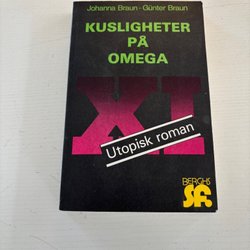 Johanna Braun - Günter Braun
KUSLIGHETER
PÅ
OMEGA
XI
Utopisk roman
BERGHS
SF.